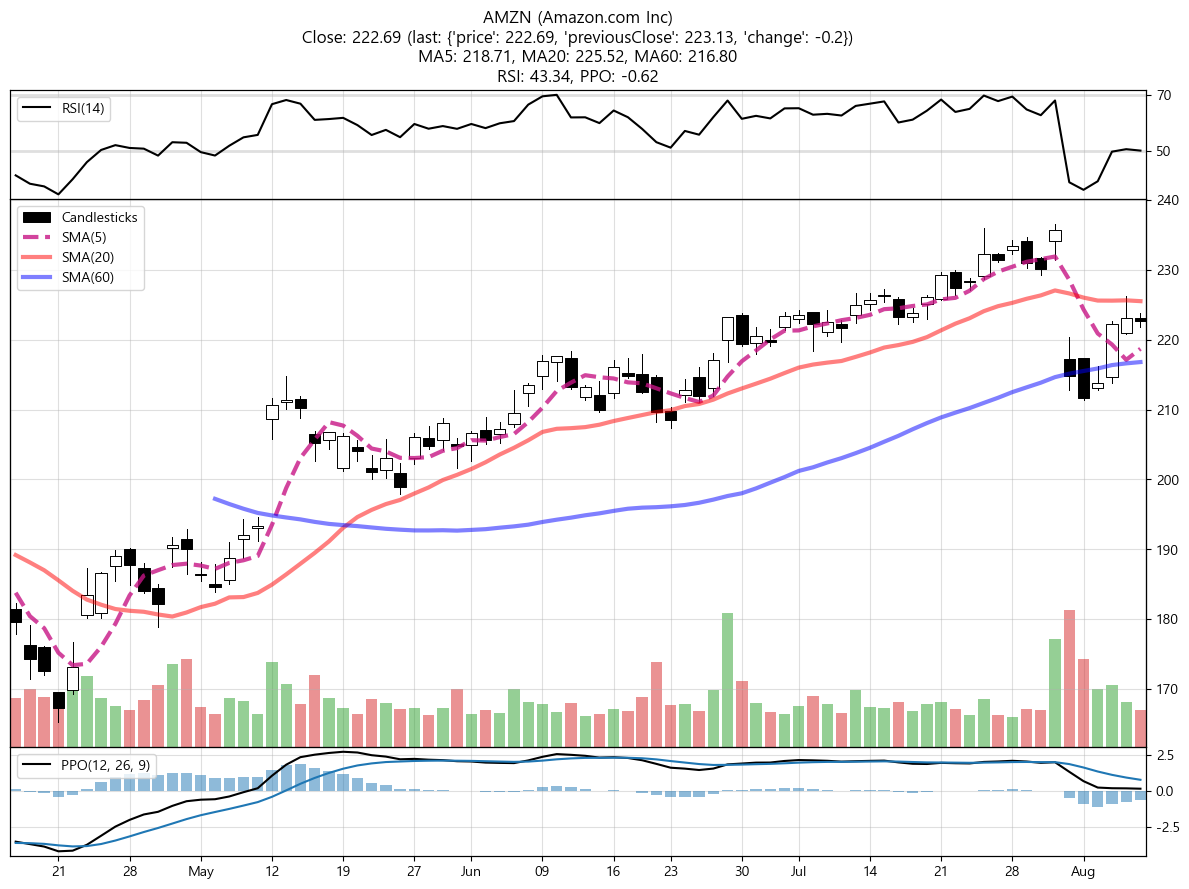 AMZN (Amazon.com Inc)
Close: 222.69 (last: {'price': 222.69, 'previousClose': 223.13, 'change': -0.2})
MA5: 218.71, MA20: 225.52, MA60: 216.80
RSI: 43.34, PPO: -0.62
RSI(14)
70
50
240
Candlesticks
SMA(5)
SMA(20)
SMA(60)
230
220
210
200
190
180
170
PPO(12, 26, 9)
2.5
0.0
−2.5
21 28 May 12 19 27 Jun 09 16 23 30 Jul 14 21 28 Aug